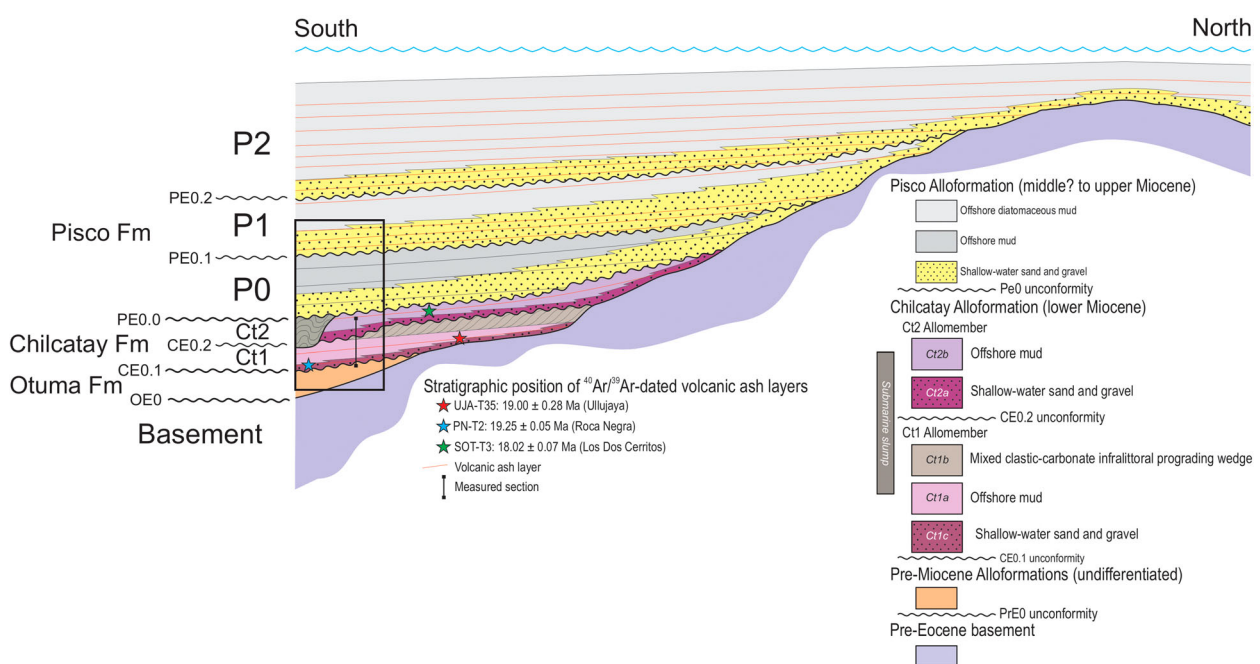 South
North
P2
PE0.2
P1
Pisco Fm
PE0.1
P0
PE0.0
Ct2
Chilcatay Fm
CE0.2
Ct1
CE0.1
Otuma Fm
OE0
Basement
Stratigraphic position of ⁴⁰Ar/³⁹Ar-dated volcanic ash layers
UJA-T35: 19.00 ± 0.28 Ma (Ullujaya)
PN-T2: 19.25 ± 0.05 Ma (Roca Negra)
SOT-T3: 18.02 ± 0.07 Ma (Los Dos Cerritos)
Volcanic ash layer
Measured section
Pisco Alloformation (middle? to upper Miocene)
Offshore diatomaceous mud
Offshore mud
Shallow-water sand and gravel
Pe0 unconformity
Chilcatay Alloformation (lower Miocene)
Ct2 Allomember
Ct2b Offshore mud
Ct2a Shallow-water sand and gravel
CE0.2 unconformity
Submarine slump
Ct1 Allomember
Ct1b Mixed clastic-carbonate infralittoral prograding wedge
Ct1a Offshore mud
Ct1c Shallow-water sand and gravel
CE0.1 unconformity
Pre-Miocene Alloformations (undifferentiated)
PrE0 unconformity
Pre-Eocene basement